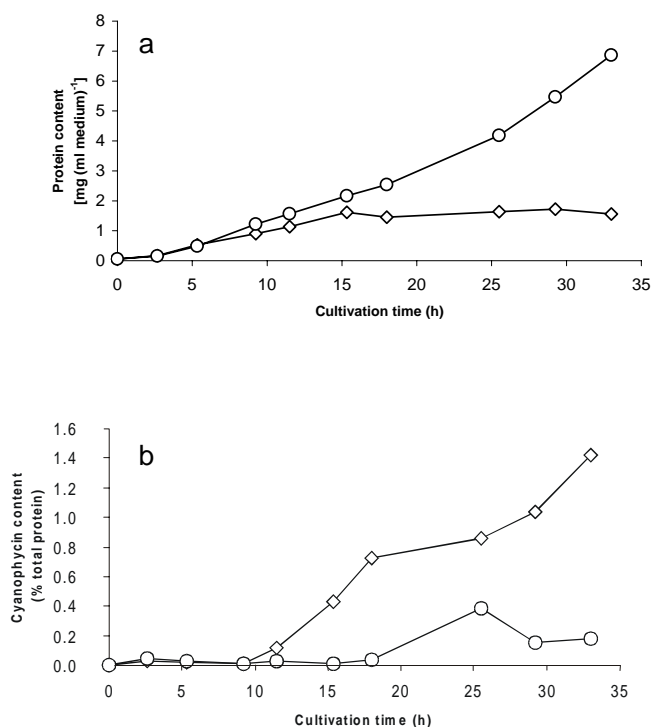 a
8
7
6
5
4
3
2
1
0
Protein content
[mg (ml medium)-1]
0 5 10 15 20 25 30 35
Cultivation time (h)
b
1.6
1.4
1.2
1.0
0.8
0.6
0.4
0.2
0.0
Cyanophycin content
(% total protein)
0 5 10 15 20 25 30 35
Cultivation time (h)